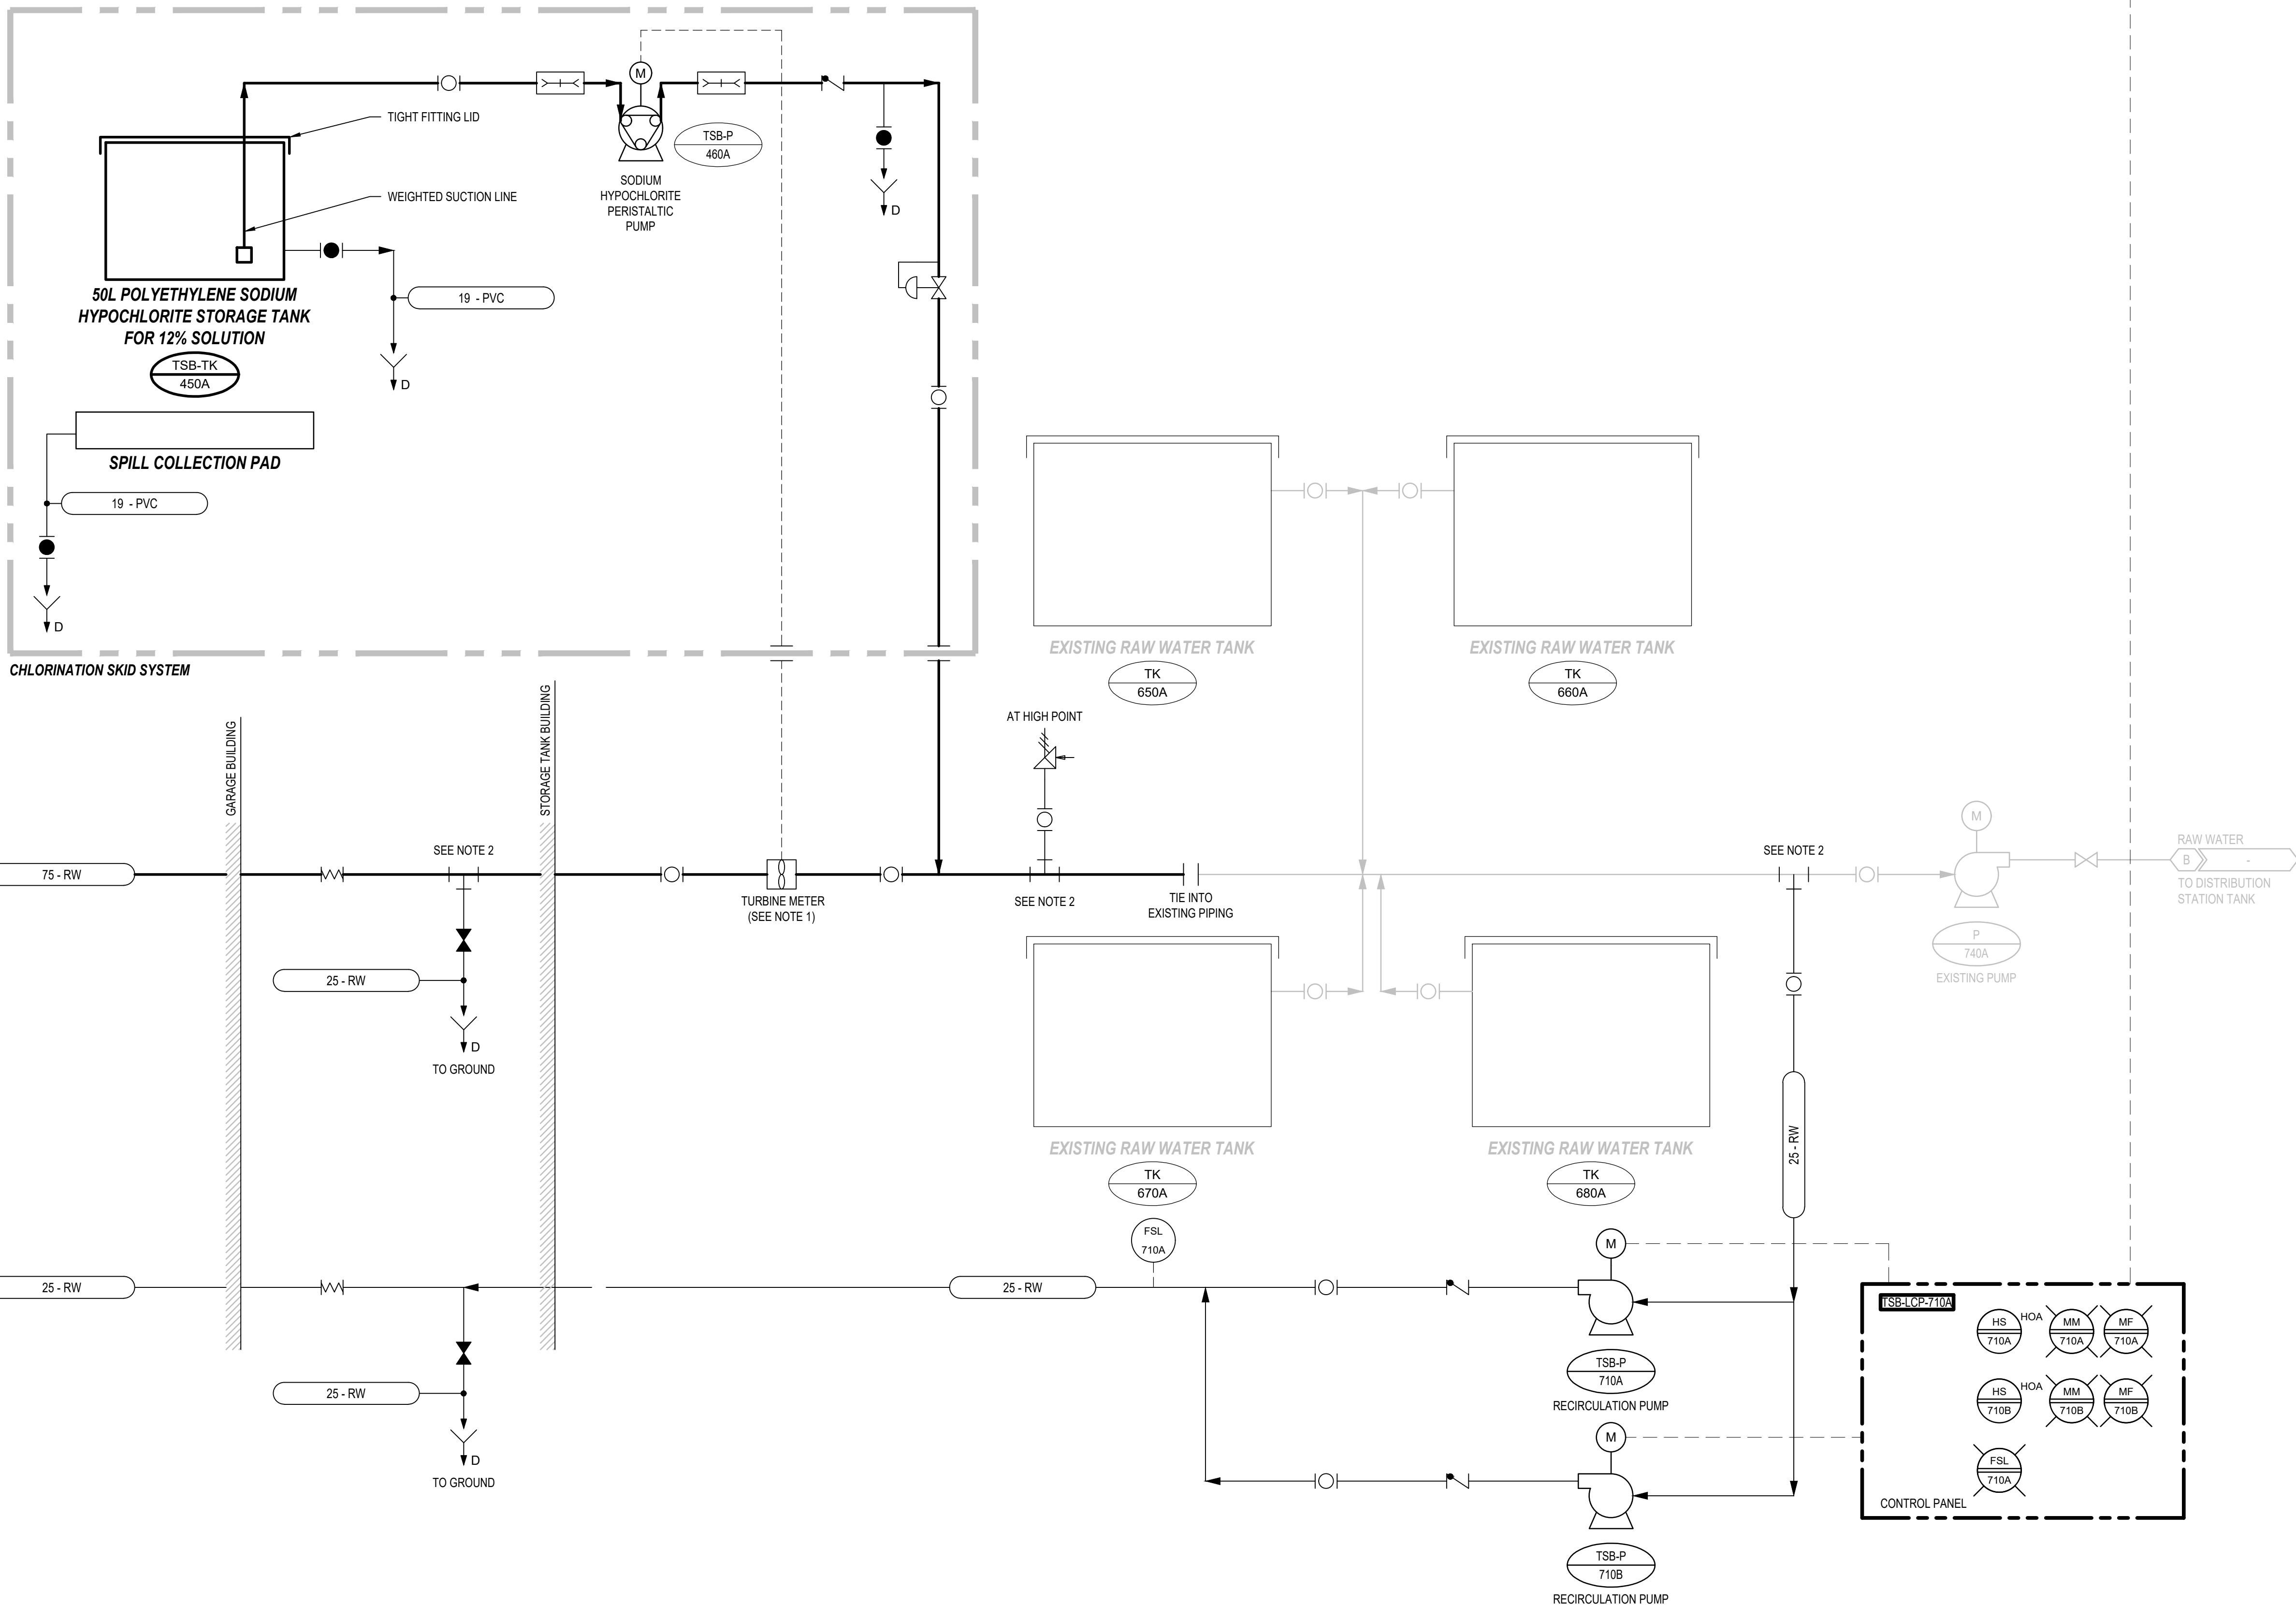 M
TIGHT FITTING LID
TSB-P
460A
SODIUM
HYPOCHLORITE
PERISTALTIC
PUMP
WEIGHTED SUCTION LINE
D
50L POLYETHYLENE SODIUM
HYPOCHLORITE STORAGE TANK
FOR 12% SOLUTION
19 - PVC
TSB-TK
450A
D
SPILL COLLECTION PAD
19 - PVC
D
CHLORINATION SKID SYSTEM
EXISTING RAW WATER TANK
TK
650A
EXISTING RAW WATER TANK
TK
660A
GARAGE BUILDING
STORAGE TANK BUILDING
AT HIGH POINT
75 - RW
SEE NOTE 2
TURBINE METER
(SEE NOTE 1)
SEE NOTE 2
TIE INTO
EXISTING PIPING
SEE NOTE 2
M
P
740A
EXISTING PUMP
RAW WATER
B
-
TO DISTRIBUTION
STATION TANK
25 - RW
D
TO GROUND
EXISTING RAW WATER TANK
TK
670A
EXISTING RAW WATER TANK
TK
680A
25 - RW
FSL
710A
M
25 - RW
25 - RW
TSB-P
710A
RECIRCULATION PUMP
25 - RW
D
TO GROUND
M
TSB-P
710B
RECIRCULATION PUMP
TSB-LCP-710A
HS
710A
HOA
MM
710A
MF
710A
HS
710B
HOA
MM
710B
MF
710B
FSL
710A
CONTROL PANEL